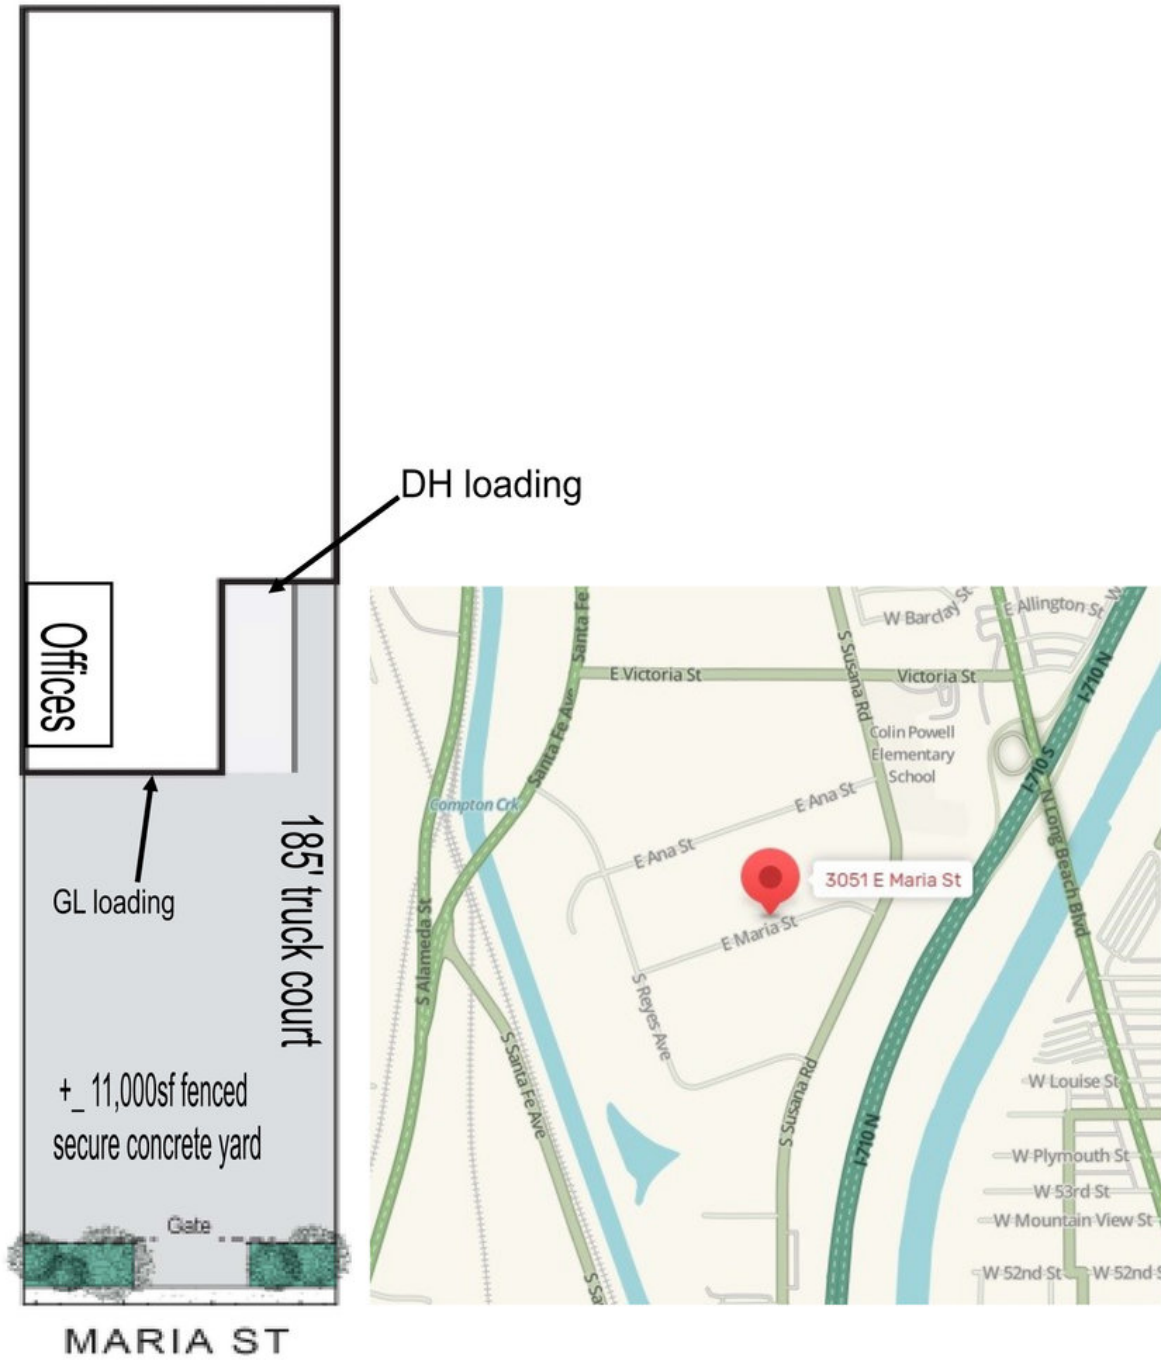 DH loading
Offices
GL loading
185' truck court
+_ 11,000sf fenced
secure concrete yard
Gate
MARIA ST
W Barclay St
E Allington St
W
Santa Fe
S Susana Rd
E Victoria St
Victoria St
I-710 N
Colin Powell
Elementary
School
Santa Fe Ave
I-710 S
Compton Crk
E Ana St
N Long Beach Blvd
E Ana St
3051 E Maria St
S Alameda St
E Maria St
S Reyes Ave
S Santa Fe Ave
S Susana Rd
I-710 N
W Louise St
W Plymouth St
W 53rd St
W Mountain View St
W 52nd St
W 52nd S
S Sa